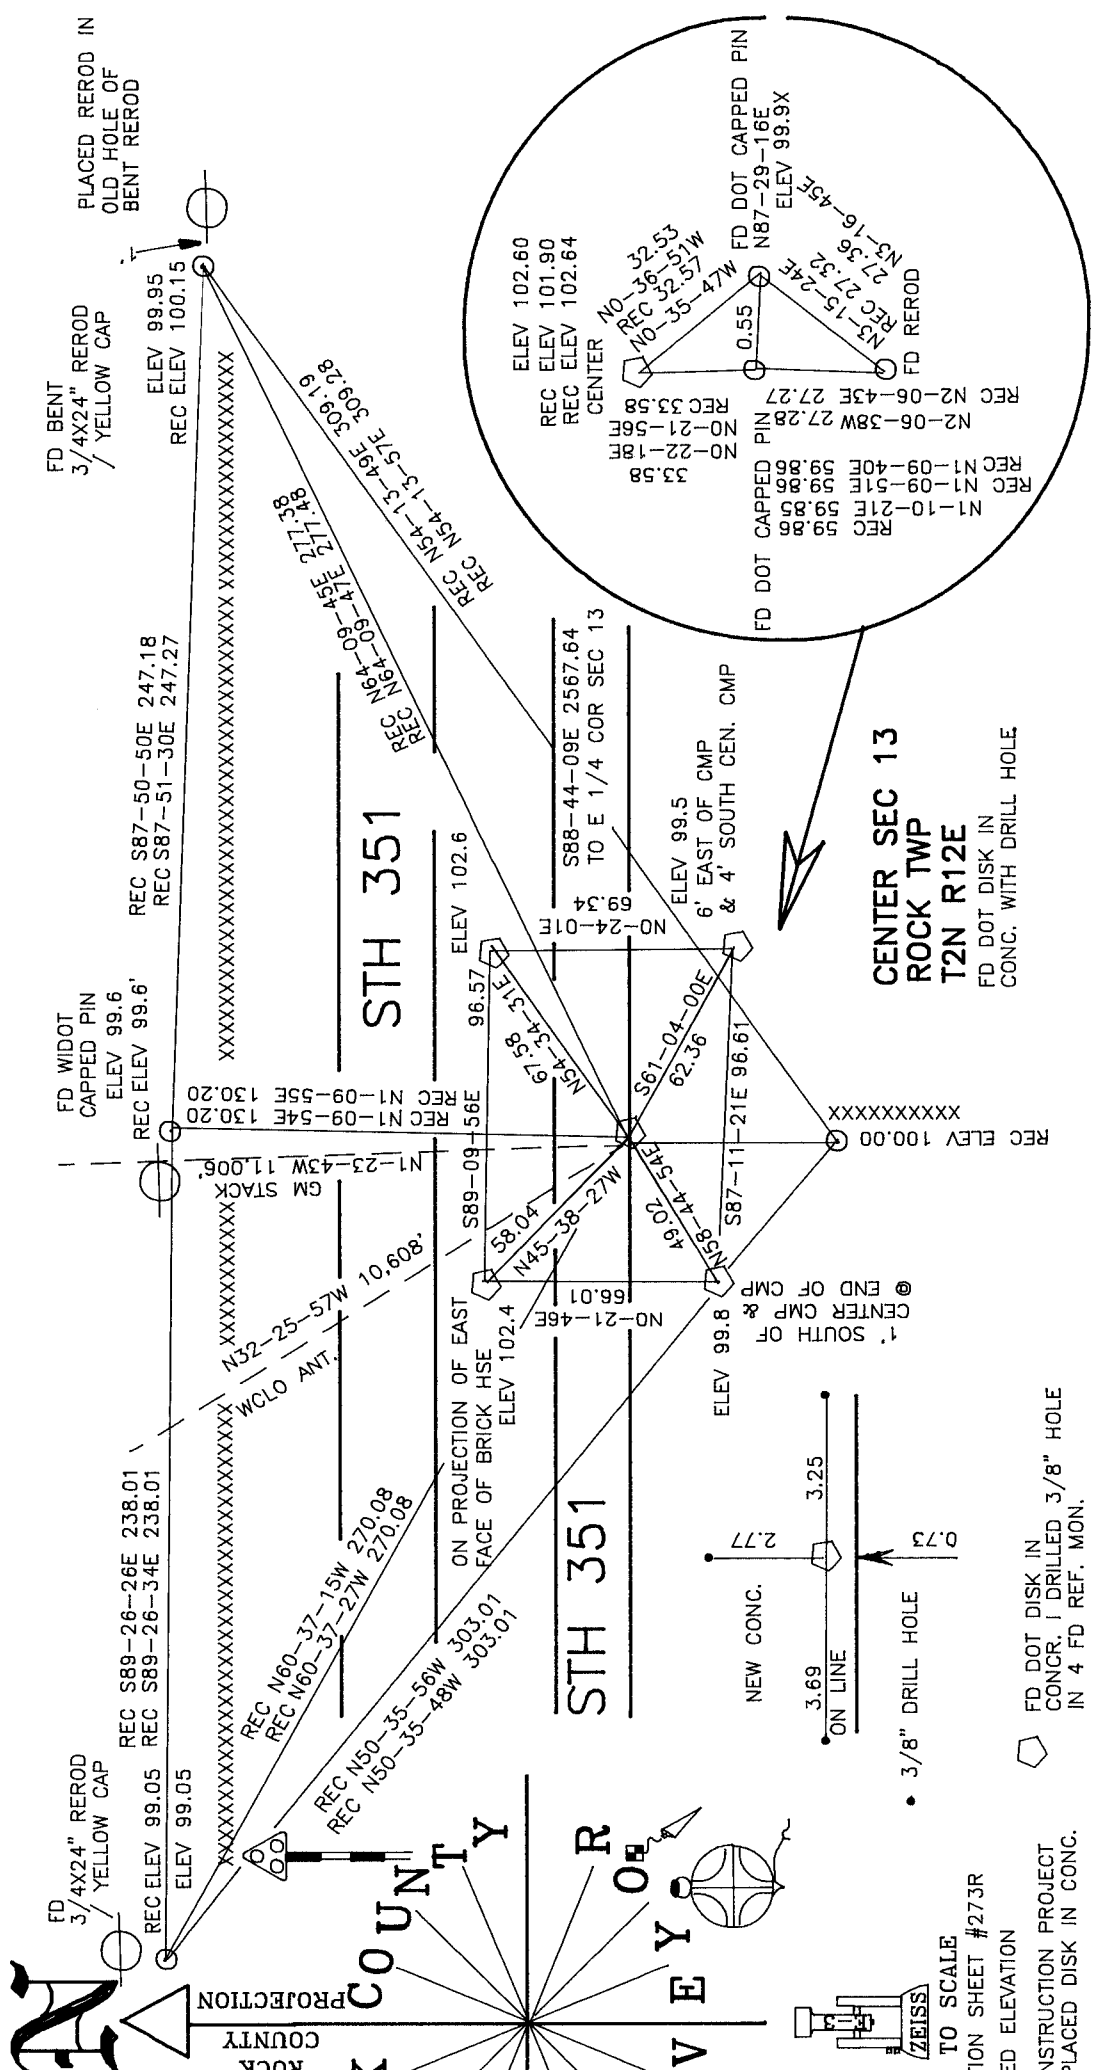 PLACED REROD IN
OLD HOLE OF
BENT REROD
1'
FD BENT
3/4X24" REROD
/ YELLOW CAP
ELEV 99.95
REC ELEV 100.15
REC S87-50-50E 247.18
REC S87-51-30E 247.27
FD WIDOT
CAPPED PIN
ELEV 99.6
REC ELEV 99.6'
REC S89-26-26E 238.01
REC S89-26-34E 238.01
FD
3/4X24" REROD
/ YELLOW CAP
REC ELEV 99.05
ELEV 99.05
XXXXXXXXXX
REC N64-09-45E 277.38
REC N64-09-47E 277.48
REC N54-13-49E 309.19
REC N54-13-57E 309.28
REC N1-09-54E 130.20
REC N1-09-55E 130.20
GM STACK
N1-23-43W 11,006'
N32-25-57W 10,608'
WCLO ANT.
REC N60-37-15W 270.08
REC N60-37-27W 270.08
REC N50-35-56W 303.01
REC N50-35-48W 303.01
STH 351
STH 351
ELEV 102.6
S89-09-56E 96.57
67.58
N54-34-31E
58.04
N45-38-27W
S61-04-00E
62.36
49.02
N58-44-54E
S87-11-21E 96.61
N0-24-01E
69.34
N0-21-46E
66.01
S88-44-09E 2567.64
TO E 1/4 COR SEC 13
ELEV 99.5
6' EAST OF CMP
& 4' SOUTH CEN. CMP
ON PROJECTION OF EAST
FACE OF BRICK HSE
ELEV 102.4
ELEV 99.8
1' SOUTH OF
CENTER CMP &
@ END OF CMP
REC ELEV 100.00
ELEV 102.60
REC ELEV 101.90
REC ELEV 102.64
CENTER
32.53
N0-36-51W
REC 32.57
N0-35-47W
FD DOT CAPPED PIN
N87-29-16E
ELEV 99.9X
0.55
N3-16-45E
27.36
REC 27.32
N3-15-24E
FD REROD
REC 33.58
N0-21-56E
N0-22-18E
33.58
REC N2-06-43E 27.27
N2-06-38W 27.28
FD DOT CAPPED PIN
REC N1-09-40E 59.86
REC N1-09-51E 59.86
N1-10-21E 59.85
REC 59.86
CENTER SEC 13
ROCK TWP
T2N R12E
FD DOT DISK IN
CONC. WITH DRILL HOLE
NEW CONC.
2.77
3.25
3.69
ON LINE
0.73
3/8" DRILL HOLE
FD DOT DISK IN
CONCR. I DRILLED 3/8" HOLE
IN 4 FD REF. MON.
N
ROCK
COUNTY
PROJECTION
COUNTY
R
O
V
E
Y
ZEISS
TO SCALE
TION SHEET #273R
ED ELEVATION
NSTRUCTION PROJECT
PLACED DISK IN CONC.